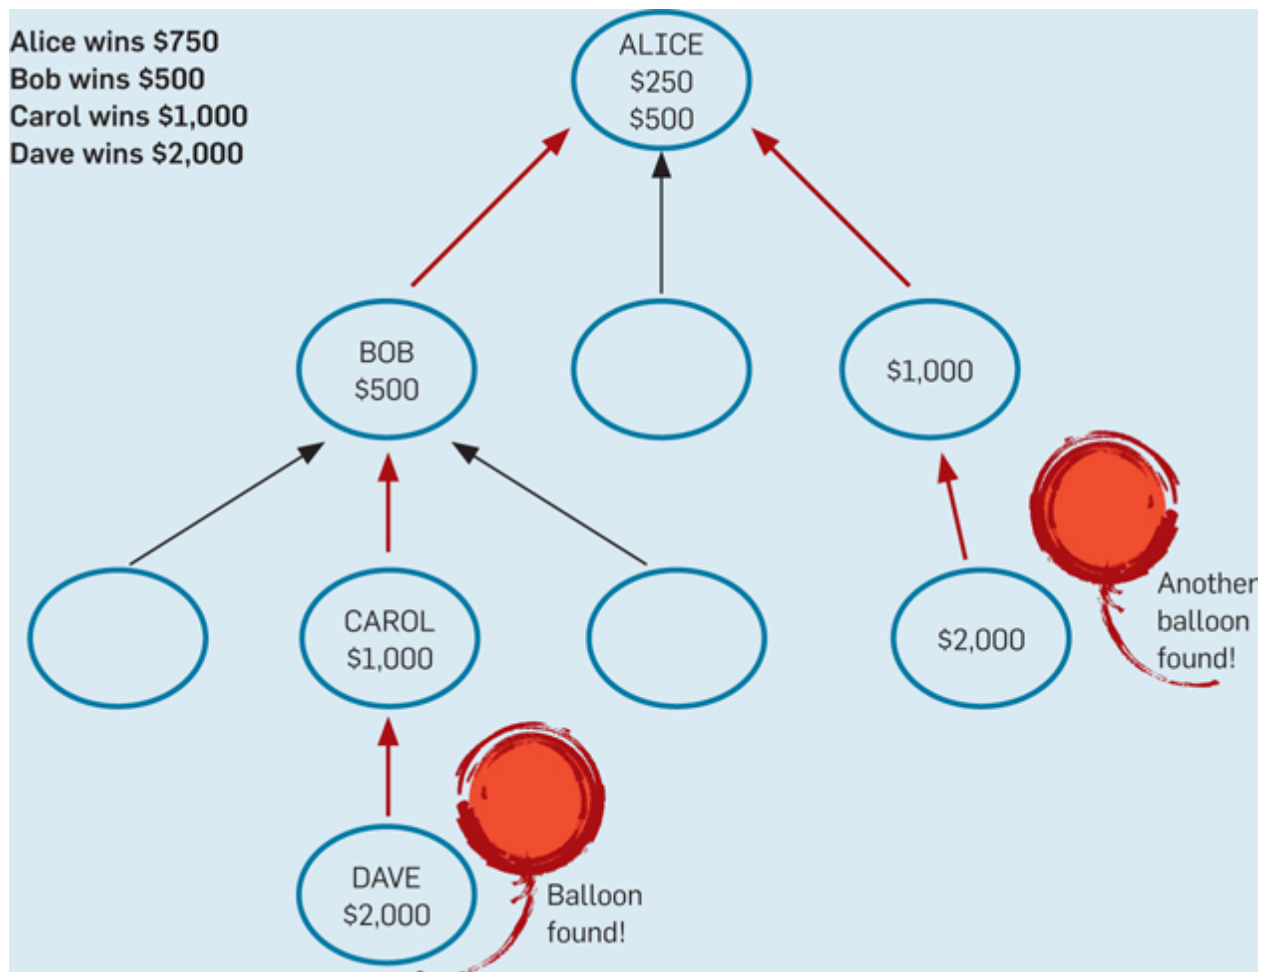 Alice wins $750
Bob wins $500
Carol wins $1,000
Dave wins $2,000
ALICE
$250
$500
BOB
$500
$1,000
CAROL
$1,000
$2,000
Another
balloon
found!
DAVE
$2,000
Balloon
found!